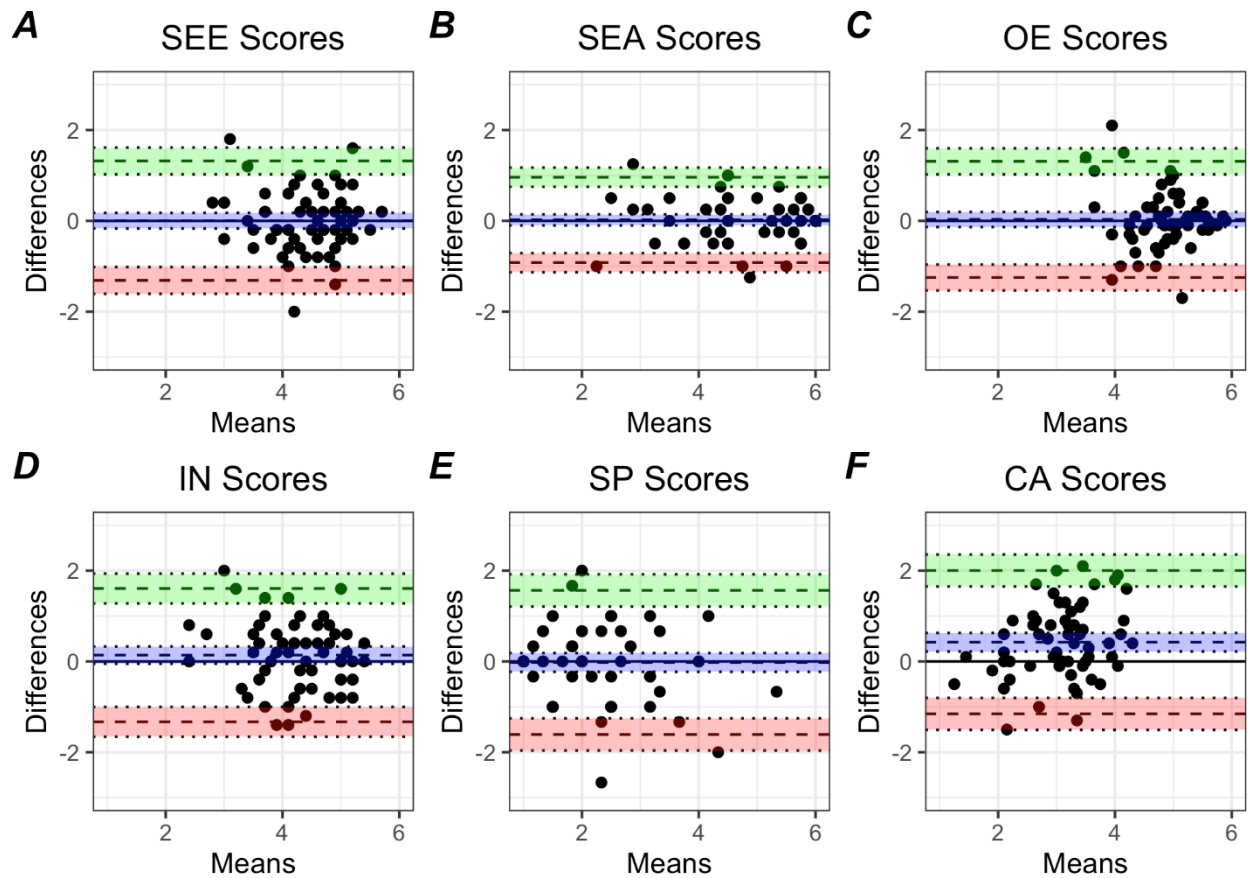 A SEE Scores
B SEA Scores
C OE Scores
Differences
2
0
-2
2 4 6
Means
Differences
2
0
-2
2 4 6
Means
Differences
2
0
-2
2 4 6
Means
D IN Scores
E SP Scores
F CA Scores
Differences
2
0
-2
2 4 6
Means
Differences
2
0
-2
2 4 6
Means
Differences
2
0
-2
2 4 6
Means